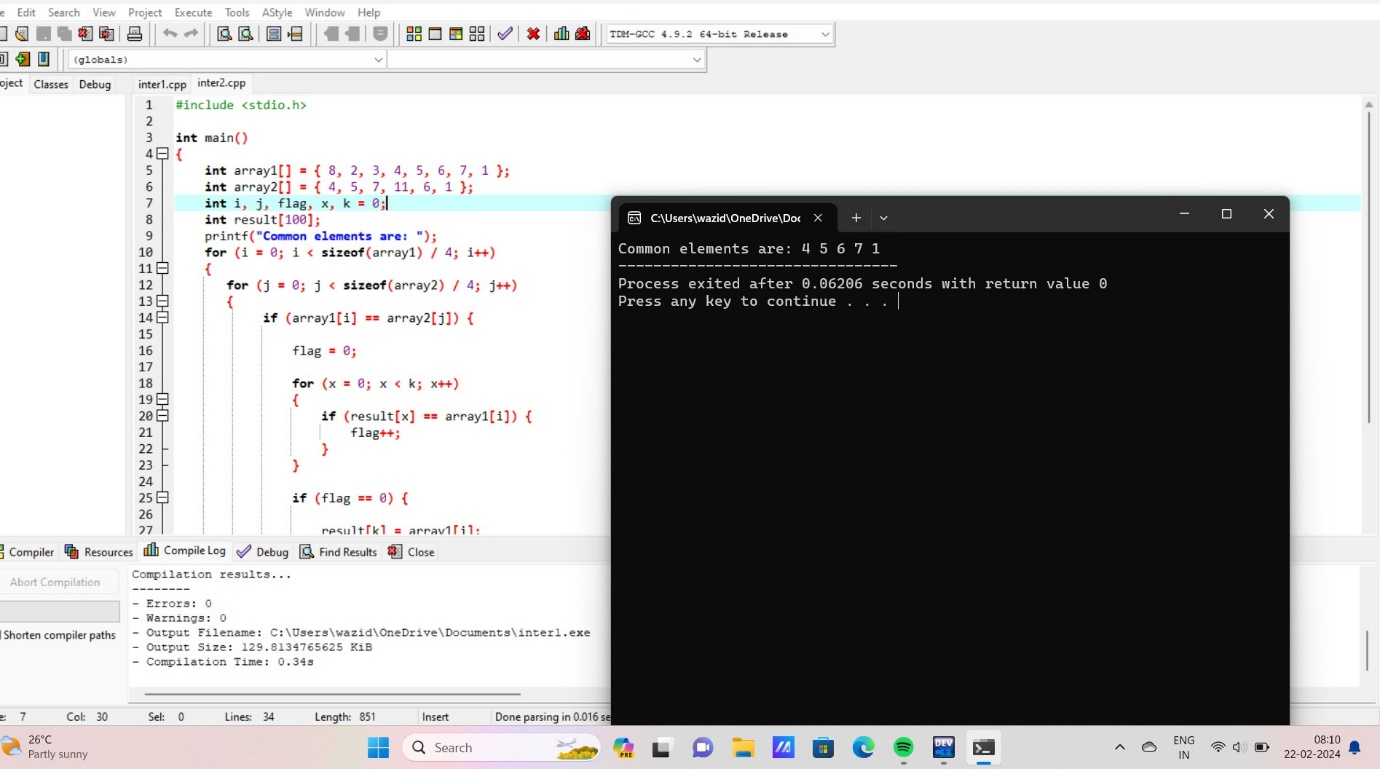 Edit Search View Project Execute Tools AStyle Window Help
TDM-GCC 4.9.2 64-bit Release
(globals)
Classes Debug inter1.cpp inter2.cpp
1 #include <stdio.h>
2
3 int main()
4 {
5 int array1[] = { 8, 2, 3, 4, 5, 6, 7, 1 };
6 int array2[] = { 4, 5, 7, 11, 6, 1 };
7 int i, j, flag, x, k = 0;
8 int result[100];
9 printf("Common elements are: ");
10 for (i = 0; i < sizeof(array1) / 4; i++)
11 {
12 for (j = 0; j < sizeof(array2) / 4; j++)
13 {
14 if (array1[i] == array2[j]) {
15
16 flag = 0;
17
18 for (x = 0; x < k; x++)
19 {
20 if (result[x] == array1[i]) {
21 flag++;
22 }
23 }
24
25 if (flag == 0) {
26
27 result[k] = array1[i];
C:\Users\wazid\OneDrive\Doc
Common elements are: 4 5 6 7 1
--------------------------------
Process exited after 0.06206 seconds with return value 0
Press any key to continue . . .
Compiler Resources Compile Log Debug Find Results Close
Abort Compilation
Shorten compiler paths
Compilation results...
--------
- Errors: 0
- Warnings: 0
- Output Filename: C:\Users\wazid\OneDrive\Documents\inter1.exe
- Output Size: 129.8134765625 KiB
- Compilation Time: 0.34s
7 Col: 30 Sel: 0 Lines: 34 Length: 851 Insert Done parsing in 0.016 se
26°C
Partly sunny
Search
PRE
DEV
ENG
IN
08:10
22-02-2024